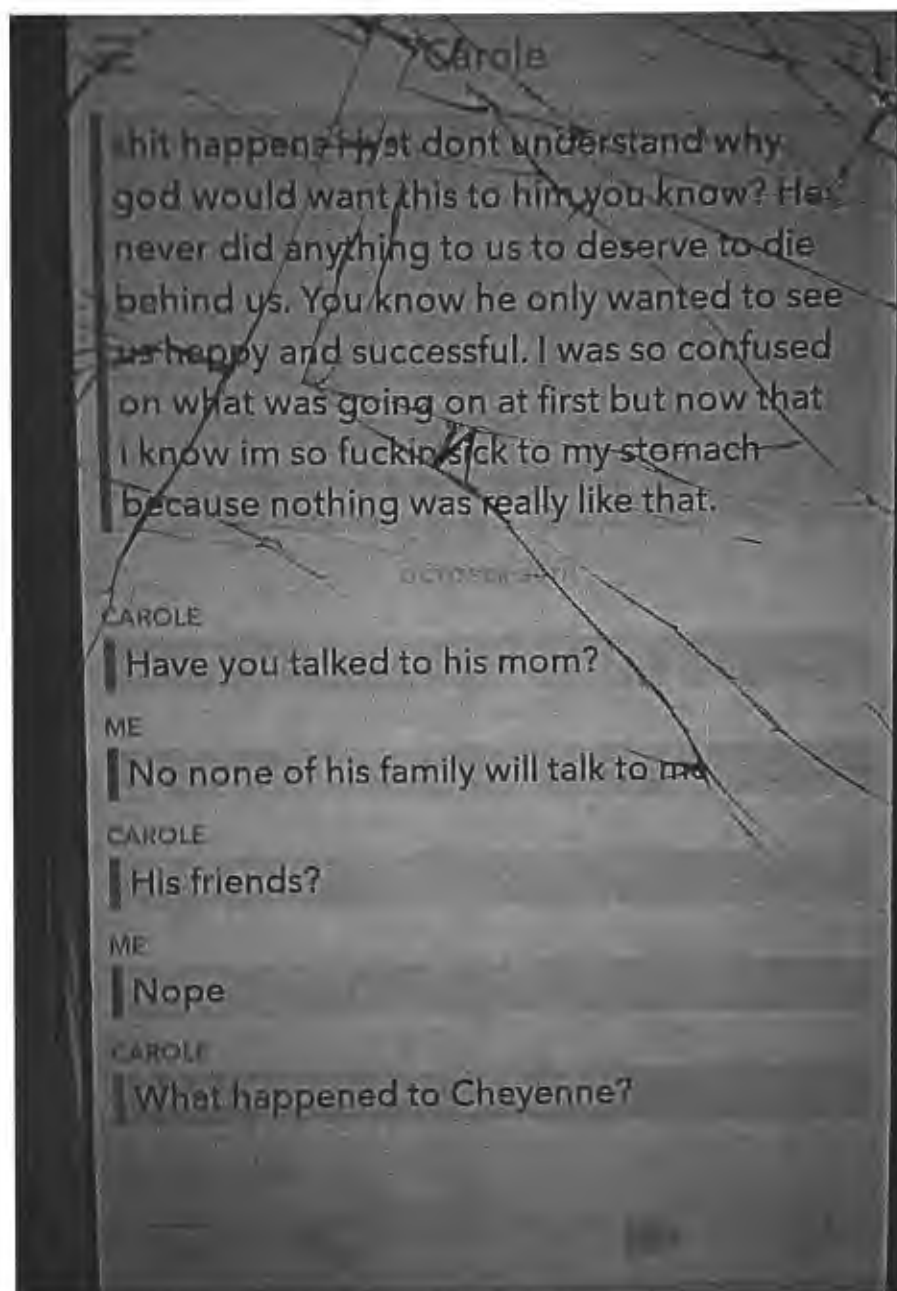 Carole
shit happens I just dont understand why
god would want this to him you know? He
never did anything to us to deserve to die
behind us. You know he only wanted to see
us happy and successful. I was so confused
on what was going on at first but now that
I know im so fuckin sick to my stomach
because nothing was really like that.
OCTOBER
CAROLE
Have you talked to his mom?
ME
No none of his family will talk to me
CAROLE
His friends?
ME
Nope
CAROLE
What happened to Cheyenne?